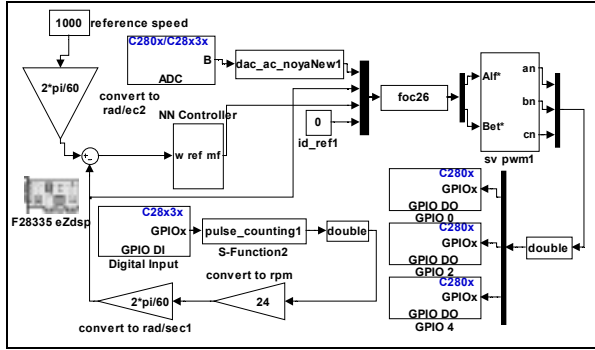 1000
reference speed
2*pi/60
convert to
rad/ec2
C280x/C28x3x
B
ADC
dac_ac_noyaNew1
NN Controller
w ref mf
0
id_ref1
foc26
Alf*
Bet*
an
bn
cn
sv pwm1
F28335 eZdsp
C28x3x
GPIOx
GPIO DI
Digital Input
pulse_counting1
S-Function2
double
convert to rpm
24
2*pi/60
convert to rad/sec1
C280x
GPIOx
GPIO DO
GPIO 0
C280x
GPIOx
GPIO DO
GPIO 2
C280x
GPIOx
GPIO DO
GPIO 4
double